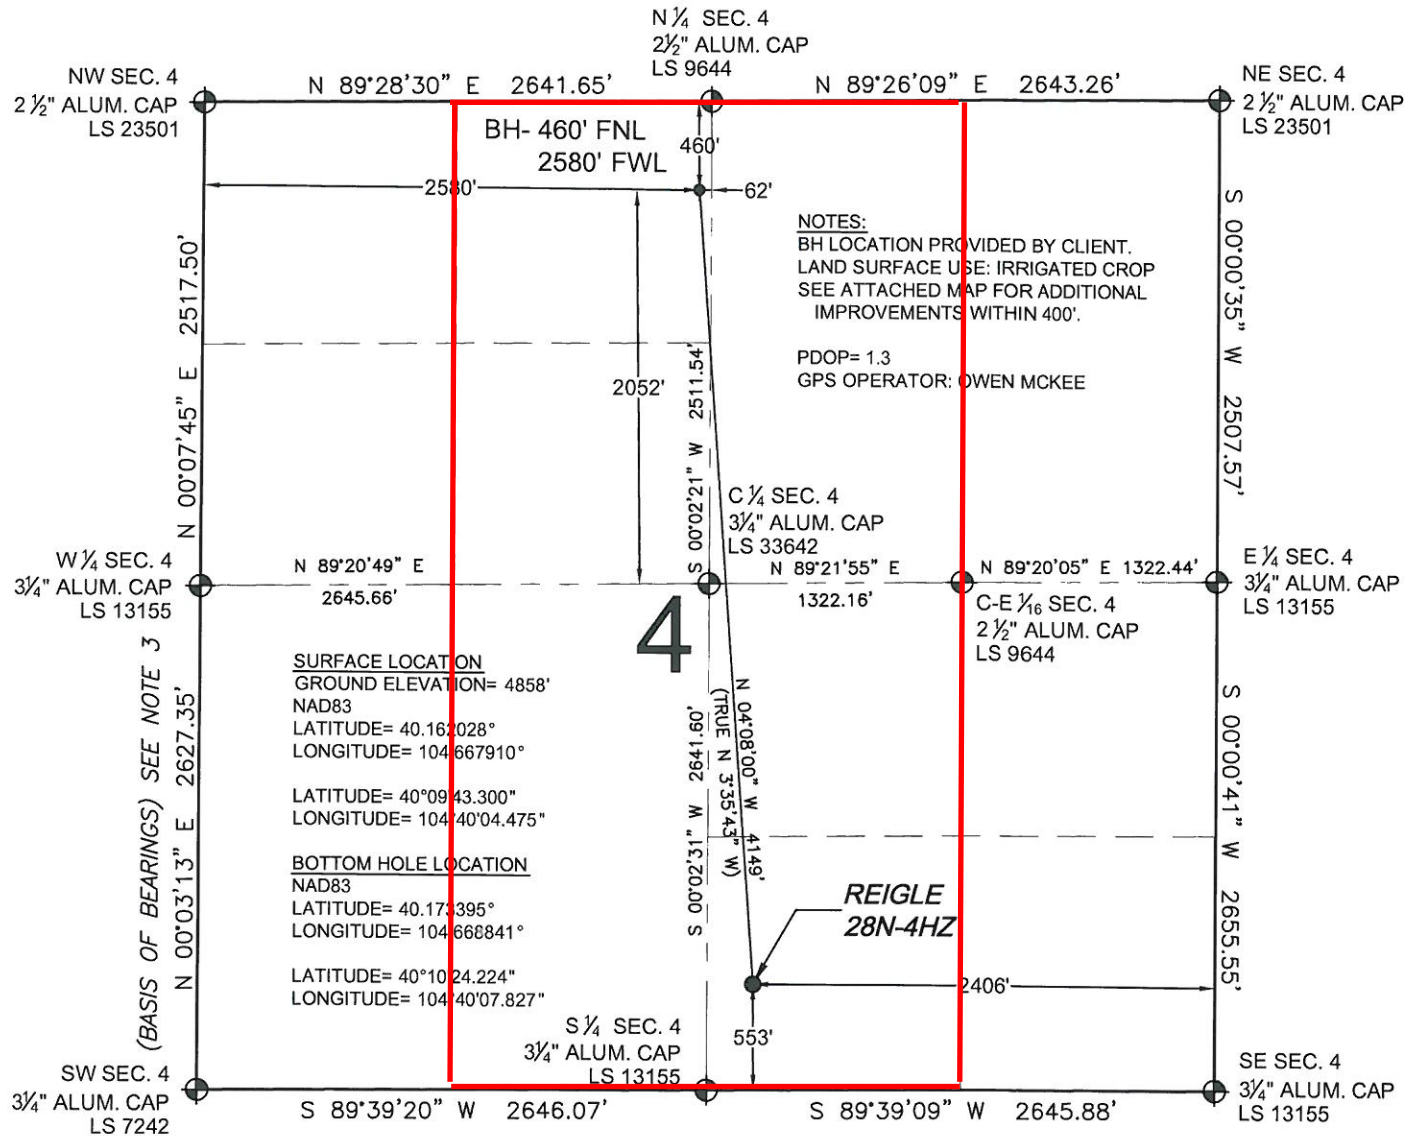 N 1/4 SEC. 4
2½" ALUM. CAP
LS 9644
NW SEC. 4
2 ½" ALUM. CAP
LS 23501
N 89°28'30" E 2641.65'
N 89°26'09" E 2643.26'
NE SEC. 4
2 ½" ALUM. CAP
LS 23501
BH- 460' FNL
2580' FWL
460'
2580'
62'
NOTES:
BH LOCATION PROVIDED BY CLIENT.
LAND SURFACE USE: IRRIGATED CROP
SEE ATTACHED MAP FOR ADDITIONAL
IMPROVEMENTS WITHIN 400'.
PDOP= 1.3
GPS OPERATOR: OWEN MCKEE
N 00°07'45" E 2517.50'
2052'
S 00°02'21" W 2511.54'
S 00°00'35" W 2507.57'
C ¼ SEC. 4
3¼" ALUM. CAP
LS 33642
W ¼ SEC. 4
3¼" ALUM. CAP
LS 13155
N 89°20'49" E
2645.66'
N 89°21'55" E
1322.16'
N 89°20'05" E 1322.44'
E ¼ SEC. 4
3¼" ALUM. CAP
LS 13155
C-E 1/16 SEC. 4
2 ½" ALUM. CAP
LS 9644
4
SURFACE LOCATION
GROUND ELEVATION= 4858'
NAD83
LATITUDE= 40.162028°
LONGITUDE= 104.667910°
LATITUDE= 40°09'43.300"
LONGITUDE= 104°40'04.475"
BOTTOM HOLE LOCATION
NAD83
LATITUDE= 40.173395°
LONGITUDE= 104.668841°
LATITUDE= 40°10'24.224"
LONGITUDE= 104°40'07.827"
(BASIS OF BEARINGS) SEE NOTE 3
N 00°03'13" E 2627.35'
S 00°02'31" W 2641.60'
N 04°08'00" W 4149'
(TRUE N 3°35'43" W)
S 00°00'41" W 2655.55'
REIGLE
28N-4HZ
2406'
553'
S ¼ SEC. 4
3¼" ALUM. CAP
LS 13155
SW SEC. 4
3¼" ALUM. CAP
LS 7242
S 89°39'20" W 2646.07'
S 89°39'09" W 2645.88'
SE SEC. 4
3¼" ALUM. CAP
LS 13155